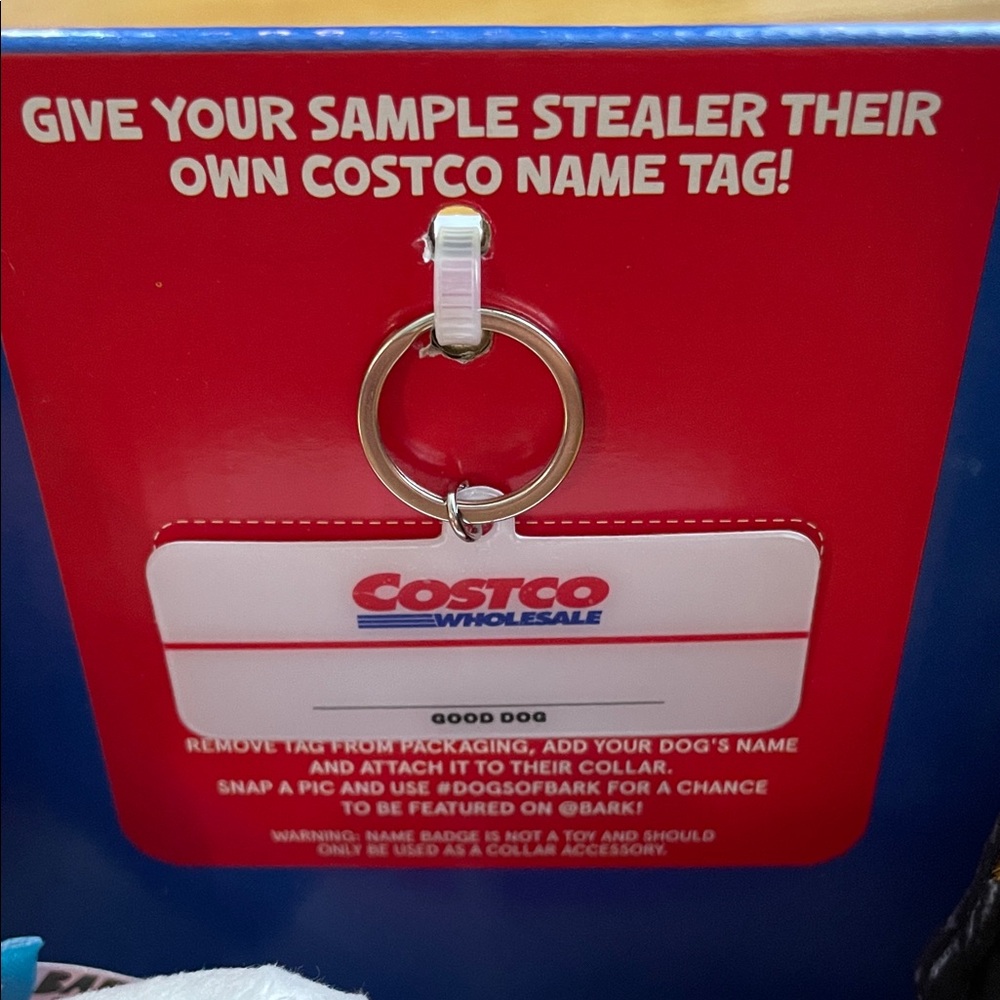 GIVE YOUR SAMPLE STEALER THEIR
OWN COSTCO NAME TAG!
COSTCO
WHOLESALE
GOOD DOG
REMOVE TAG FROM PACKAGING, ADD YOUR DOG'S NAME
AND ATTACH IT TO THEIR COLLAR.
SNAP A PIC AND USE #DOGSOFBARK FOR A CHANCE
TO BE FEATURED ON @BARK!
WARNING: NAME BADGE IS NOT A TOY AND SHOULD
ONLY BE USED AS A COLLAR ACCESSORY.